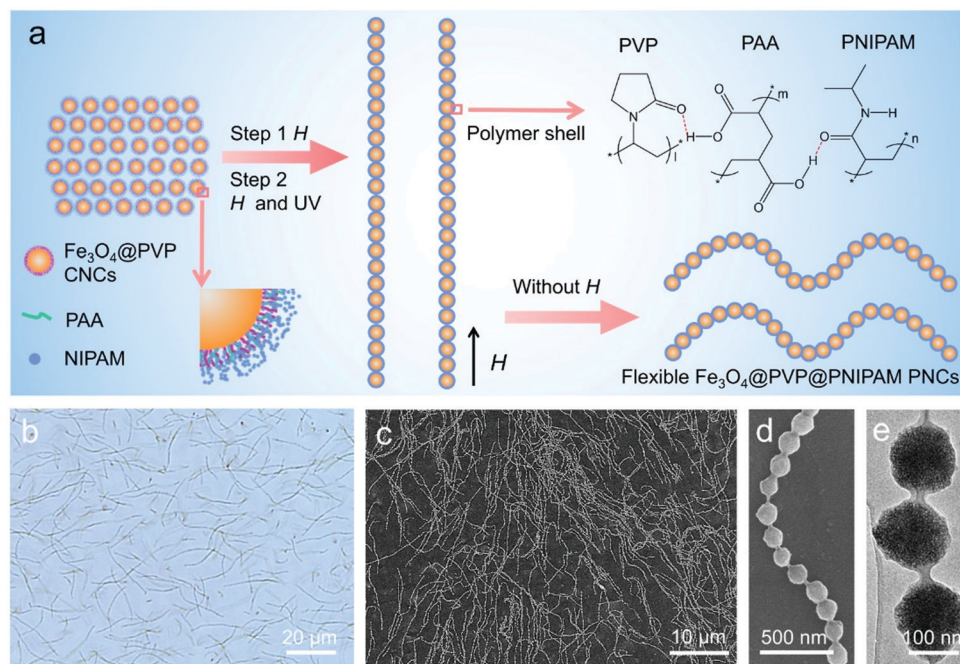 a
PVP
PAA
PNIPAM
Step 1 H
Step 2
H and UV
Polymer shell
N
O
l
H
O
O
m
O
O
H
O
N
H
n
Fe₃O₄@PVP
CNCs
PAA
NIPAM
H
Without H
Flexible Fe₃O₄@PVP@PNIPAM PNCs
b
20 µm
c
10 µm
d
500 nm
e
100 nm